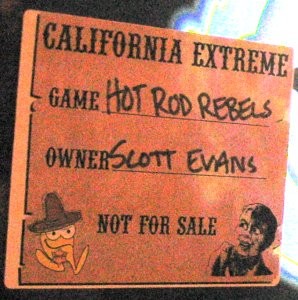 CALIFORNIA EXTREME
GAME HOT ROD REBELS
OWNER SCOTT EVANS
NOT FOR SALE